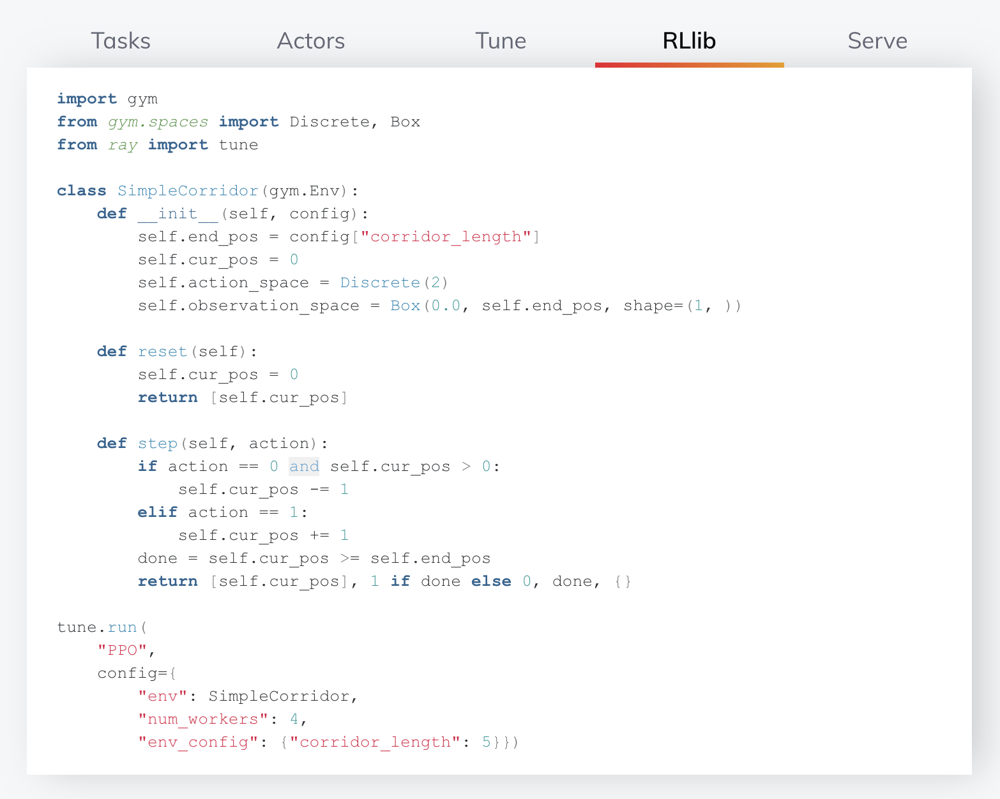 Tasks Actors Tune RLlib Serve
import gym
from gym.spaces import Discrete, Box
from ray import tune

class SimpleCorridor(gym.Env):
    def __init__(self, config):
        self.end_pos = config["corridor_length"]
        self.cur_pos = 0
        self.action_space = Discrete(2)
        self.observation_space = Box(0.0, self.end_pos, shape=(1, ))

    def reset(self):
        self.cur_pos = 0
        return [self.cur_pos]

    def step(self, action):
        if action == 0 and self.cur_pos > 0:
            self.cur_pos -= 1
        elif action == 1:
            self.cur_pos += 1
        done = self.cur_pos >= self.end_pos
        return [self.cur_pos], 1 if done else 0, done, {}

tune.run(
    "PPO",
    config={
        "env": SimpleCorridor,
        "num_workers": 4,
        "env_config": {"corridor_length": 5}})